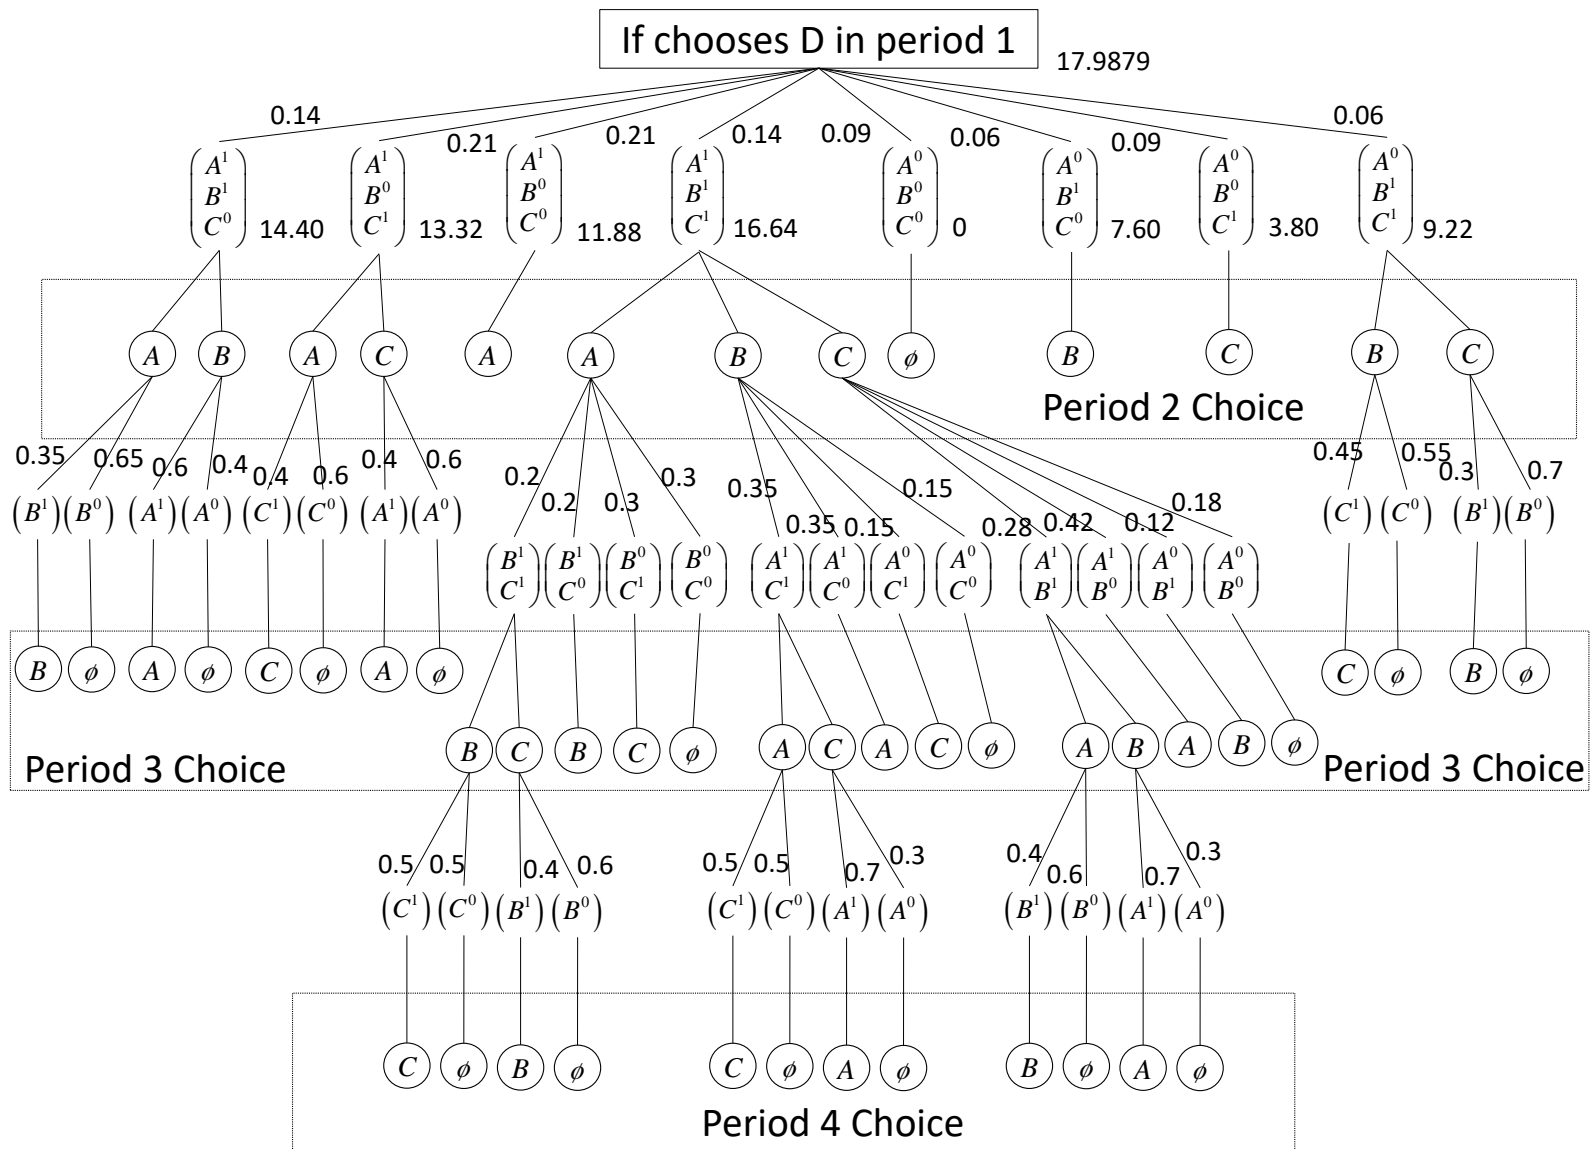 If chooses D in period 1
17.9879
0.14
0.21
0.21
0.14
0.09
0.06
0.09
0.06
A¹ B¹ C⁰
14.40
A¹ B⁰ C¹
13.32
A¹ B⁰ C⁰
11.88
A¹ B¹ C¹
16.64
A⁰ B⁰ C⁰
0
A⁰ B¹ C⁰
7.60
A⁰ B⁰ C¹
3.80
A⁰ B¹ C¹
9.22
A B A C A A B C ϕ B C B C
Period 2 Choice
0.35 0.65 0.6 0.4 0.4 0.6 0.4 0.6 0.2 0.2 0.3 0.3 0.35 0.35 0.15 0.15 0.28 0.42 0.12 0.18 0.45 0.55 0.3 0.7
(B¹) (B⁰) (A¹) (A⁰) (C¹) (C⁰) (A¹) (A⁰) (C¹) (C⁰) (B¹) (B⁰)
B¹ C¹
B¹ C⁰
B⁰ C¹
B⁰ C⁰
A¹ C¹
A¹ C⁰
A⁰ C¹
A⁰ C⁰
A¹ B¹
A¹ B⁰
A⁰ B¹
A⁰ B⁰
B ϕ A ϕ C ϕ A ϕ C ϕ B ϕ
B C B C ϕ A C A C ϕ A B A B ϕ
Period 3 Choice
Period 3 Choice
0.5 0.5 0.4 0.6 0.5 0.5 0.7 0.3 0.4 0.6 0.7 0.3
(C¹) (C⁰) (B¹) (B⁰) (C¹) (C⁰) (A¹) (A⁰) (B¹) (B⁰) (A¹) (A⁰)
C ϕ B ϕ C ϕ A ϕ B ϕ A ϕ
Period 4 Choice